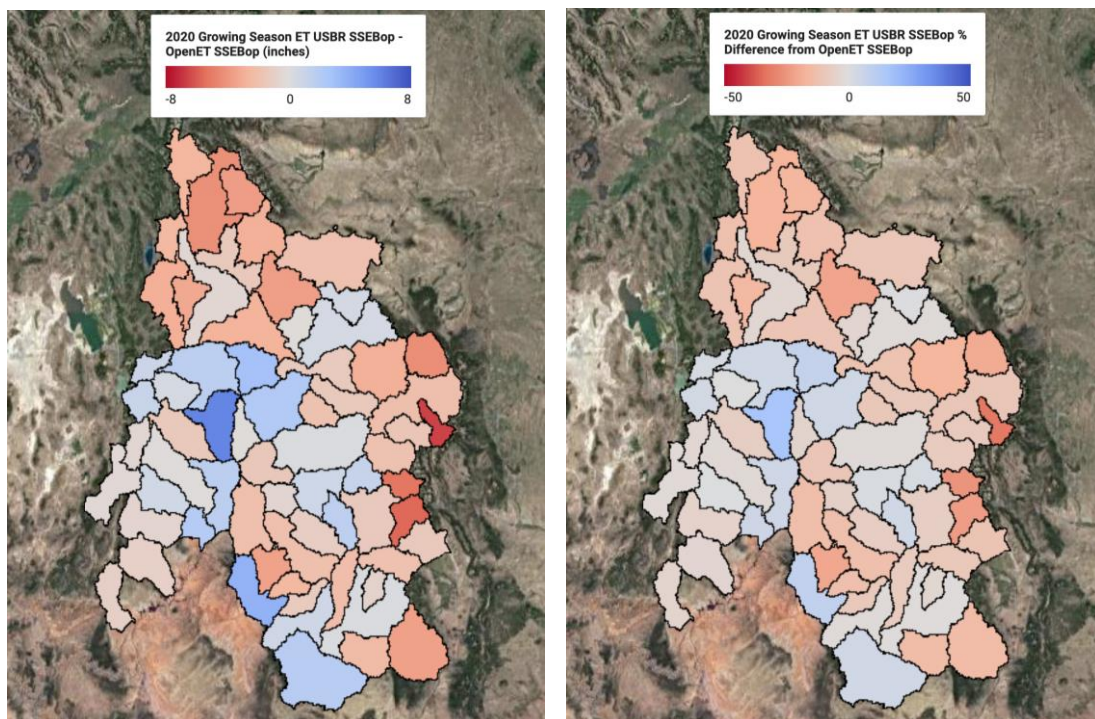 2020 Growing Season ET USBR SSEBop -
OpenET SSEBop (inches)
-8 0 8
2020 Growing Season ET USBR SSEBop %
Difference from OpenET SSEBop
-50 0 50